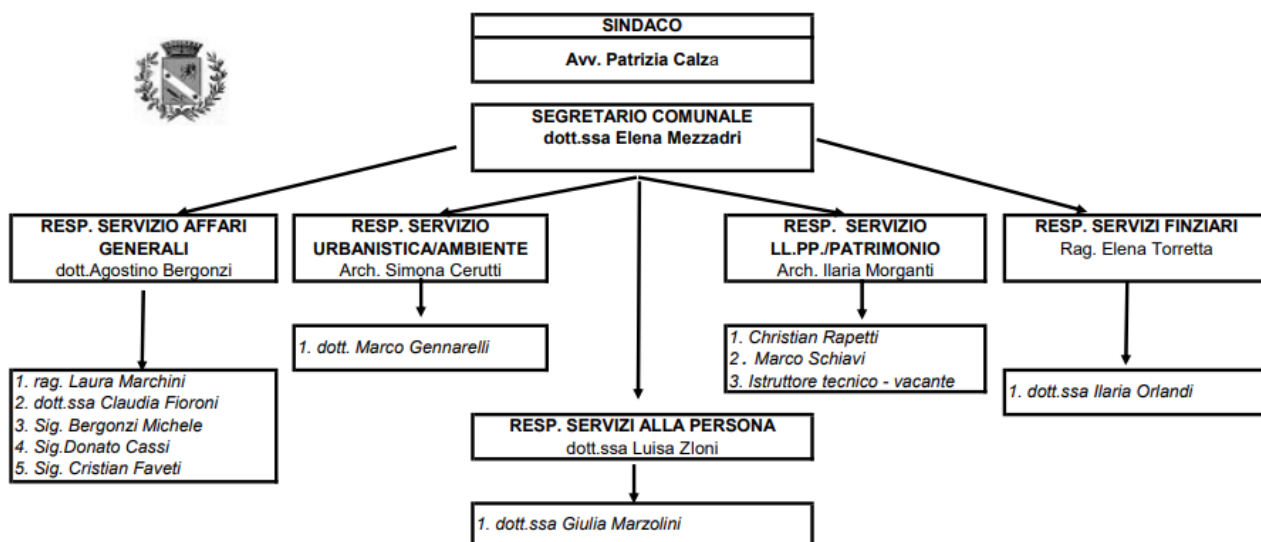 SINDACO
Avv. Patrizia Calza
SEGRETARIO COMUNALE
dott.ssa Elena Mezzadri
RESP. SERVIZIO AFFARI
GENERALI
dott.Agostino Bergonzi
RESP. SERVIZIO
URBANISTICA/AMBIENTE
Arch. Simona Cerutti
RESP. SERVIZIO
LL.PP./PATRIMONIO
Arch. Ilaria Morganti
RESP. SERVIZI FINZIARI
Rag. Elena Torretta
1. rag. Laura Marchini
2. dott.ssa Claudia Fioroni
3. Sig. Bergonzi Michele
4. Sig.Donato Cassi
5. Sig. Cristian Faveti
1. dott. Marco Gennarelli
1. Christian Rapetti
2. Marco Schiavi
3. Istruttore tecnico - vacante
1. dott.ssa Ilaria Orlandi
RESP. SERVIZI ALLA PERSONA
dott.ssa Luisa ZIoni
1. dott.ssa Giulia Marzolini